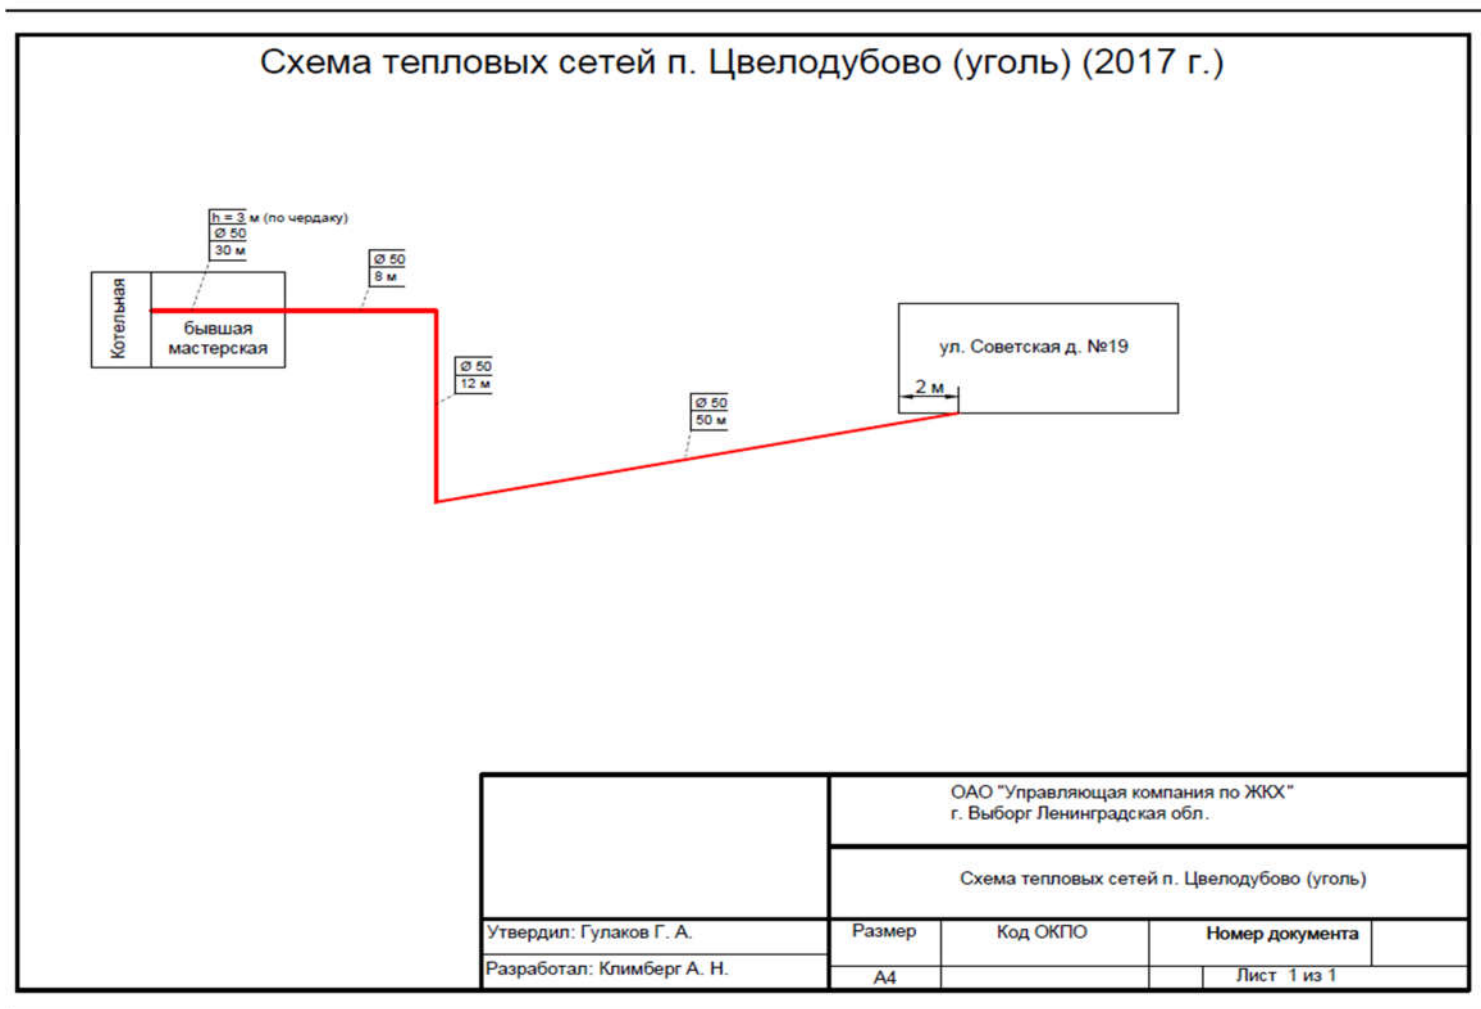 Схема тепловых сетей п. Цвелодубово (уголь) (2017 г.)
h = 3 м (по чердаку)
Ø 50
30 м
Ø 50
8 м
Котельная
бывшая
мастерская
Ø 50
12 м
Ø 50
50 м
ул. Советская д. №19
2 м
ОАО "Управляющая компания по ЖКХ"
г. Выборг Ленинградская обл.
Схема тепловых сетей п. Цвелодубово (уголь)
Утвердил: Гулаков Г. А.
Размер
Код ОКПО
Номер документа
Разработал: Климберг А. Н.
А4
Лист 1 из 1